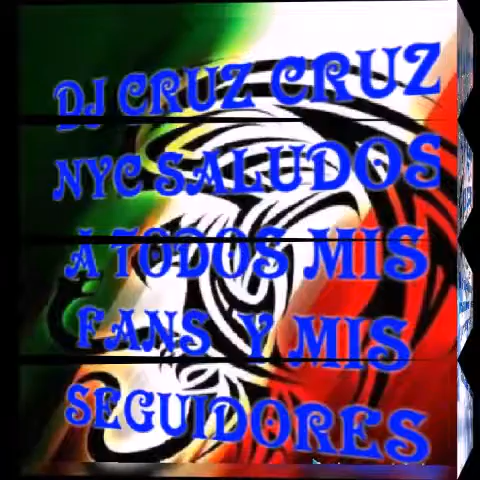 DJ CRUZ CRUZ
NYC SALUDOS
A TODOS MIS
FANS Y MIS
SEGUIDORES